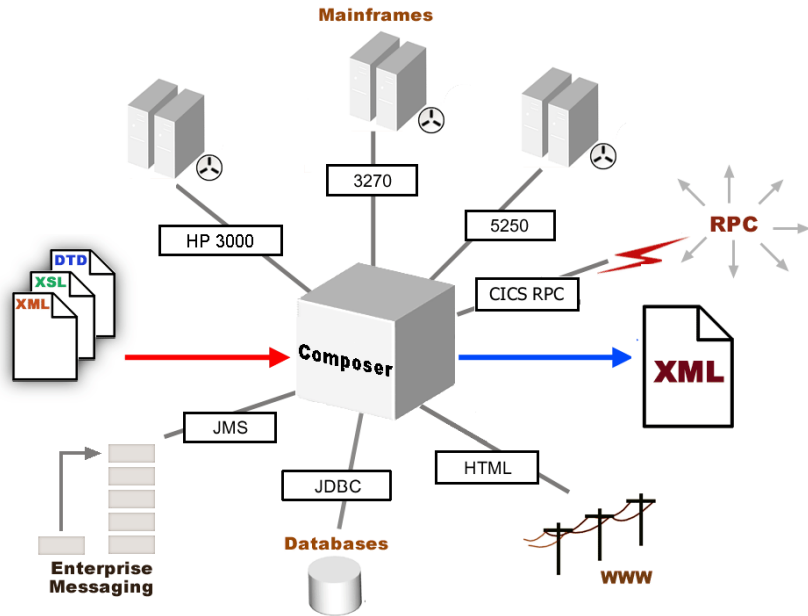 Mainframes
3270
HP 3000
5250
RPC
CICS RPC
DTD
XSL
XML
Composer
XML
JMS
HTML
JDBC
Databases
Enterprise
Messaging
WWW